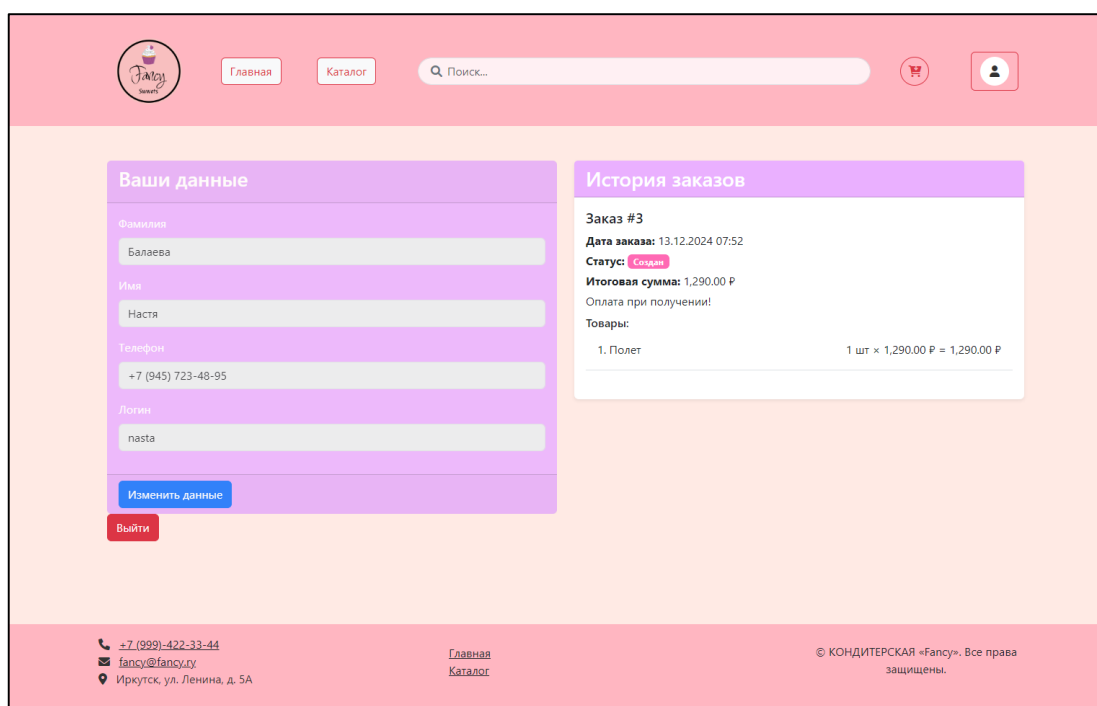 Fancy
Sweets
Главная
Каталог
Поиск...
Ваши данные
Фамилия
Балаева
Имя
Настя
Телефон
+7 (945) 723-48-95
Логин
nasta
Изменить данные
Выйти
История заказов
Заказ #3
Дата заказа: 13.12.2024 07:52
Статус: Создан
Итоговая сумма: 1,290.00 ₽
Оплата при получении!
Товары:
1. Полет 1 шт × 1,290.00 ₽ = 1,290.00 ₽
+7 (999)-422-33-44
fancy@fancy.ry
Иркутск, ул. Ленина, д. 5А
Главная
Каталог
© КОНДИТЕРСКАЯ «Fancy». Все права
защищены.